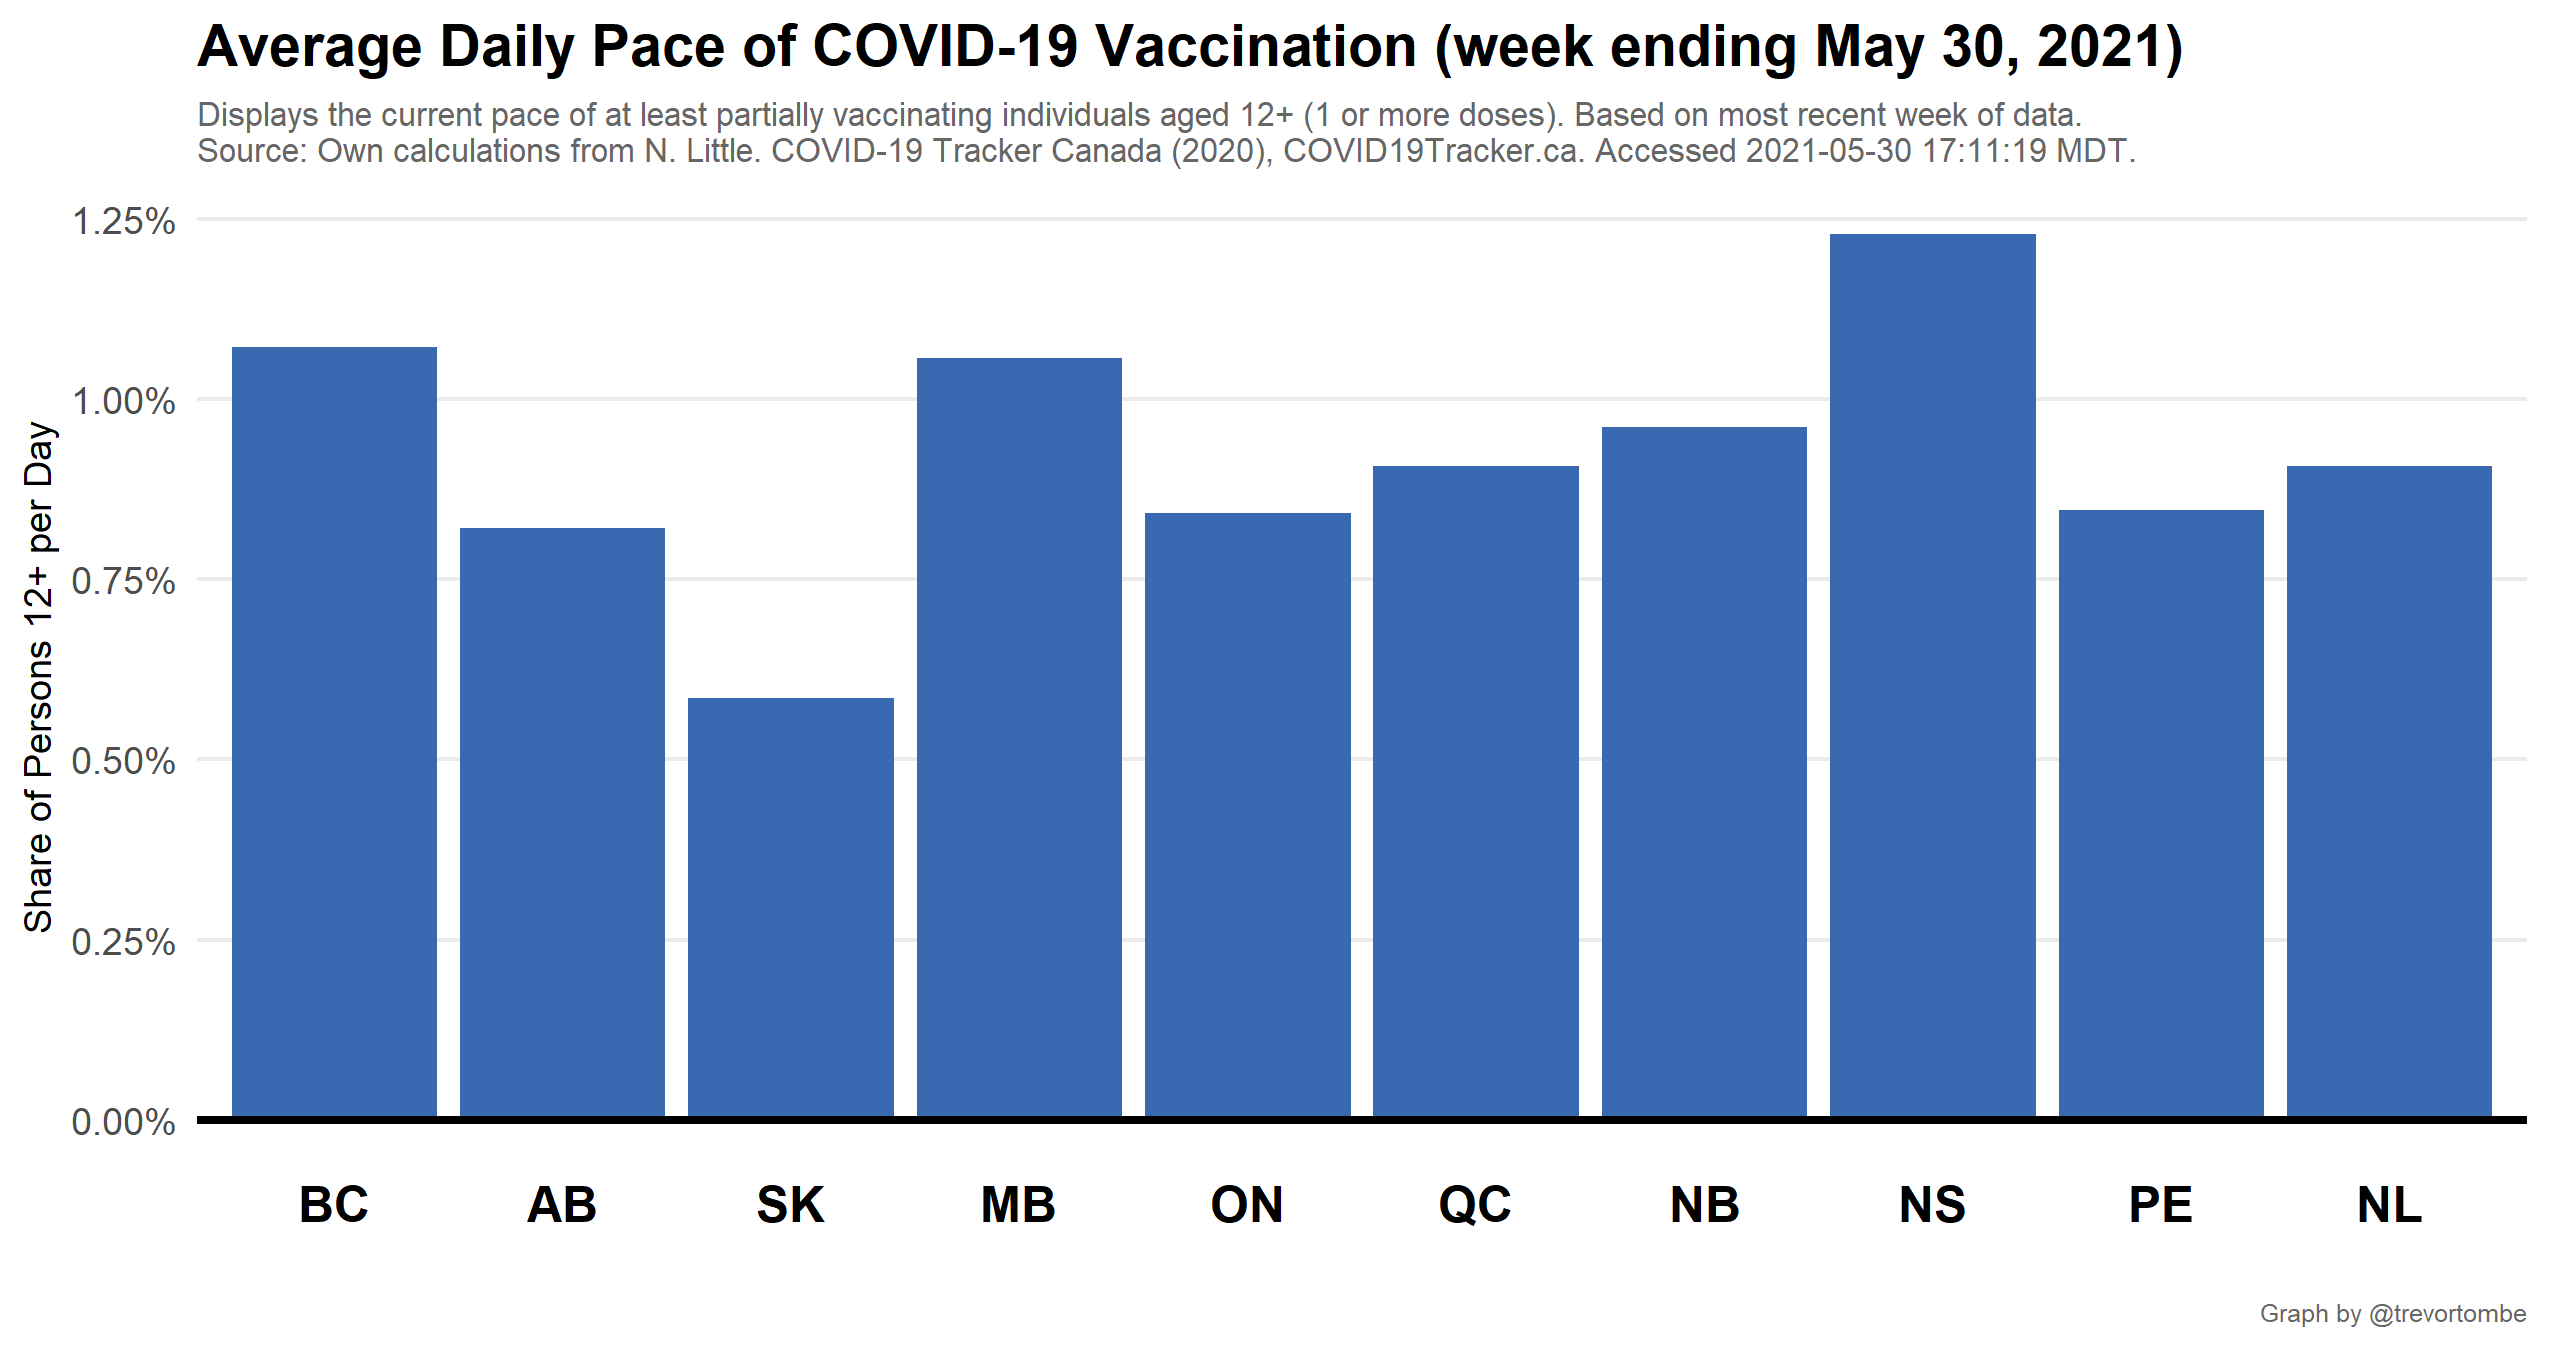 Average Daily Pace of COVID-19 Vaccination (week ending May 30, 2021)
Displays the current pace of at least partially vaccinating individuals aged 12+ (1 or more doses). Based on most recent week of data.
Source: Own calculations from N. Little. COVID-19 Tracker Canada (2020), COVID19Tracker.ca. Accessed 2021-05-30 17:11:19 MDT.
Share of Persons 12+ per Day
1.25%
1.00%
0.75%
0.50%
0.25%
0.00%
BC AB SK MB ON QC NB NS PE NL
Graph by @trevortombe